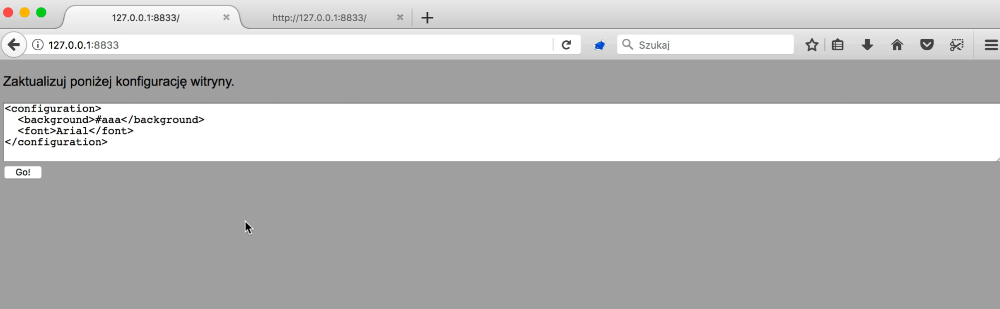 127.0.0.1:8833/
http://127.0.0.1:8833/
127.0.0.1:8833
Szukaj
Zaktualizuj poniżej konfigurację witryny.
<configuration>
  <background>#aaa</background>
  <font>Arial</font>
</configuration>
Go!